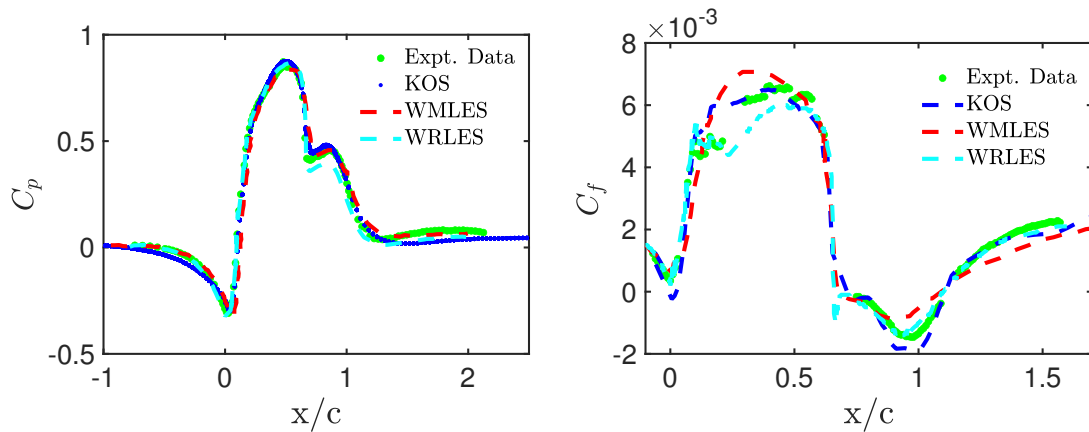 1
0.5
0
-0.5
C_p
-1
0
1
2
x/c
Expt. Data
KOS
WMLES
WRLES
×10^-3
8
6
4
2
0
-2
C_f
0
0.5
1
1.5
x/c
Expt. Data
KOS
WMLES
WRLES